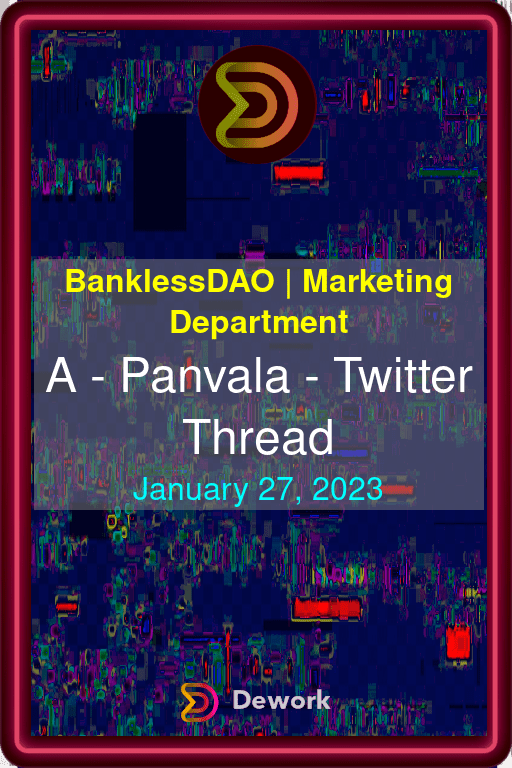 BanklessDAO | Marketing
Department
A - Panvala - Twitter
Thread
January 27, 2023
Dework